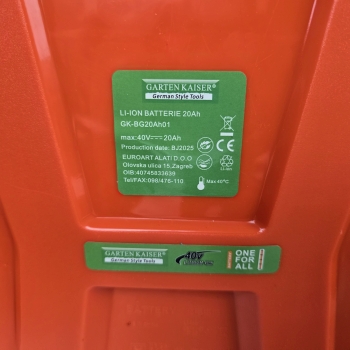 GARTEN KAISER®
German Style Tools
LI-ION BATTERIE 20Ah
GK-BG20Ah01
max:40V 20Ah
Production date: BJ2025
EUROART ALATI D.O.O
Olovska ulica 15, Zagreb
OIB:40745833639
Tel/FAX:098/475-110
Max 40°C
GARTEN KAISER®
German Style Tools
40V
ONE
FOR
ALL